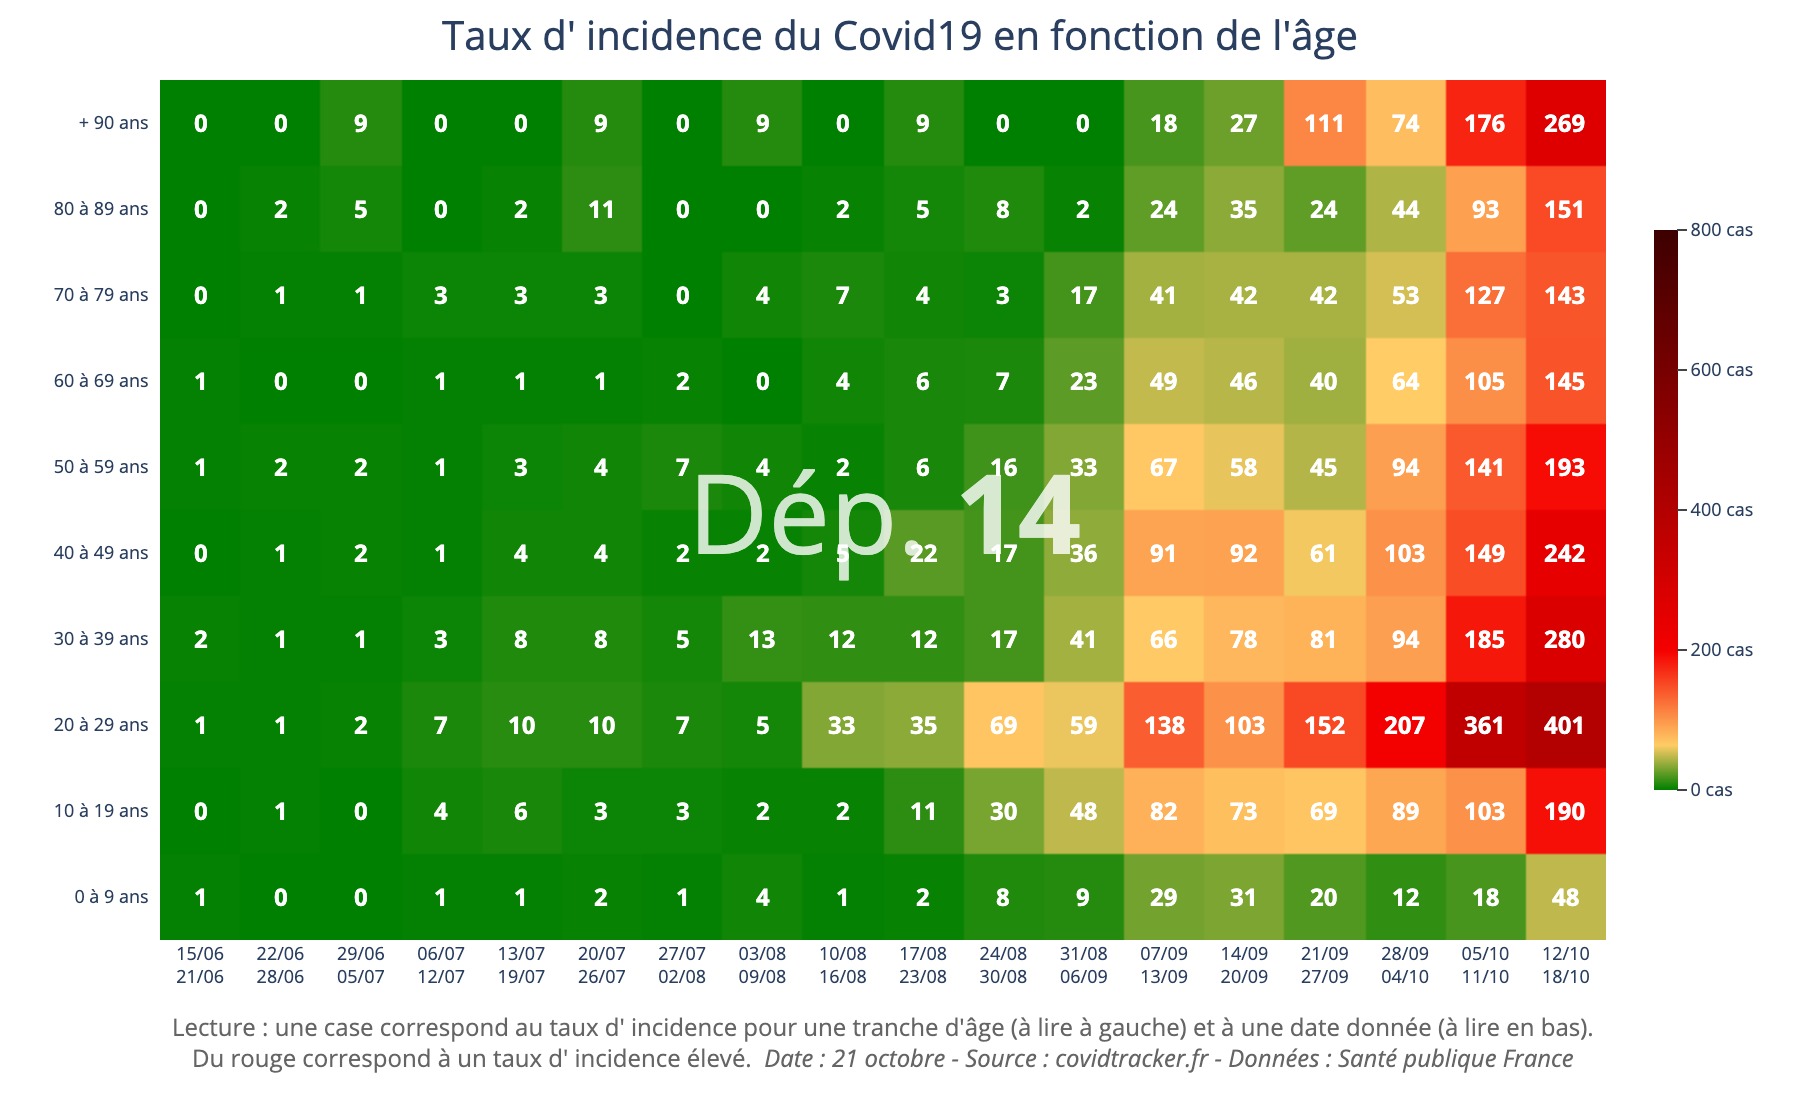 Taux d' incidence du Covid19 en fonction de l'âge
+ 90 ans 0 0 9 0 0 9 0 9 0 9 0 0 18 27 111 74 176 269
80 à 89 ans 0 2 5 0 2 11 0 0 2 5 8 2 24 35 24 44 93 151
70 à 79 ans 0 1 1 3 3 3 0 4 7 4 3 17 41 42 42 53 127 143
60 à 69 ans 1 0 0 1 1 1 2 0 4 6 7 23 49 46 40 64 105 145
50 à 59 ans 1 2 2 1 3 4 7 4 2 6 16 33 67 58 45 94 141 193
Dép. 14
40 à 49 ans 0 1 2 1 4 4 2 2 5 22 17 36 91 92 61 103 149 242
30 à 39 ans 2 1 1 3 8 8 5 13 12 12 17 41 66 78 81 94 185 280
20 à 29 ans 1 1 2 7 10 10 7 5 33 35 69 59 138 103 152 207 361 401
10 à 19 ans 0 1 0 4 6 3 3 2 2 11 30 48 82 73 69 89 103 190
0 à 9 ans 1 0 0 1 1 2 1 4 1 2 8 9 29 31 20 12 18 48
15/06 22/06 29/06 06/07 13/07 20/07 27/07 03/08 10/08 17/08 24/08 31/08 07/09 14/09 21/09 28/09 05/10 12/10
21/06 28/06 05/07 12/07 19/07 26/07 02/08 09/08 16/08 23/08 30/08 06/09 13/09 20/09 27/09 04/10 11/10 18/10
800 cas
600 cas
400 cas
200 cas
0 cas
Lecture : une case correspond au taux d' incidence pour une tranche d'âge (à lire à gauche) et à une date donnée (à lire en bas).
Du rouge correspond à un taux d' incidence élevé. Date : 21 octobre - Source : covidtracker.fr - Données : Santé publique France